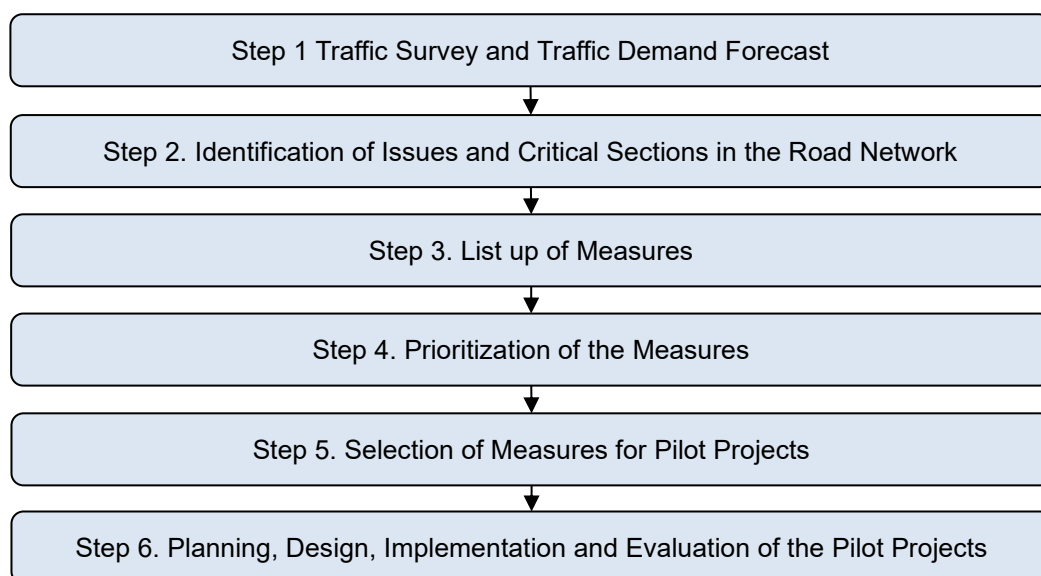 Step 1 Traffic Survey and Traffic Demand Forecast
Step 2. Identification of Issues and Critical Sections in the Road Network
Step 3. List up of Measures
Step 4. Prioritization of the Measures
Step 5. Selection of Measures for Pilot Projects
Step 6. Planning, Design, Implementation and Evaluation of the Pilot Projects